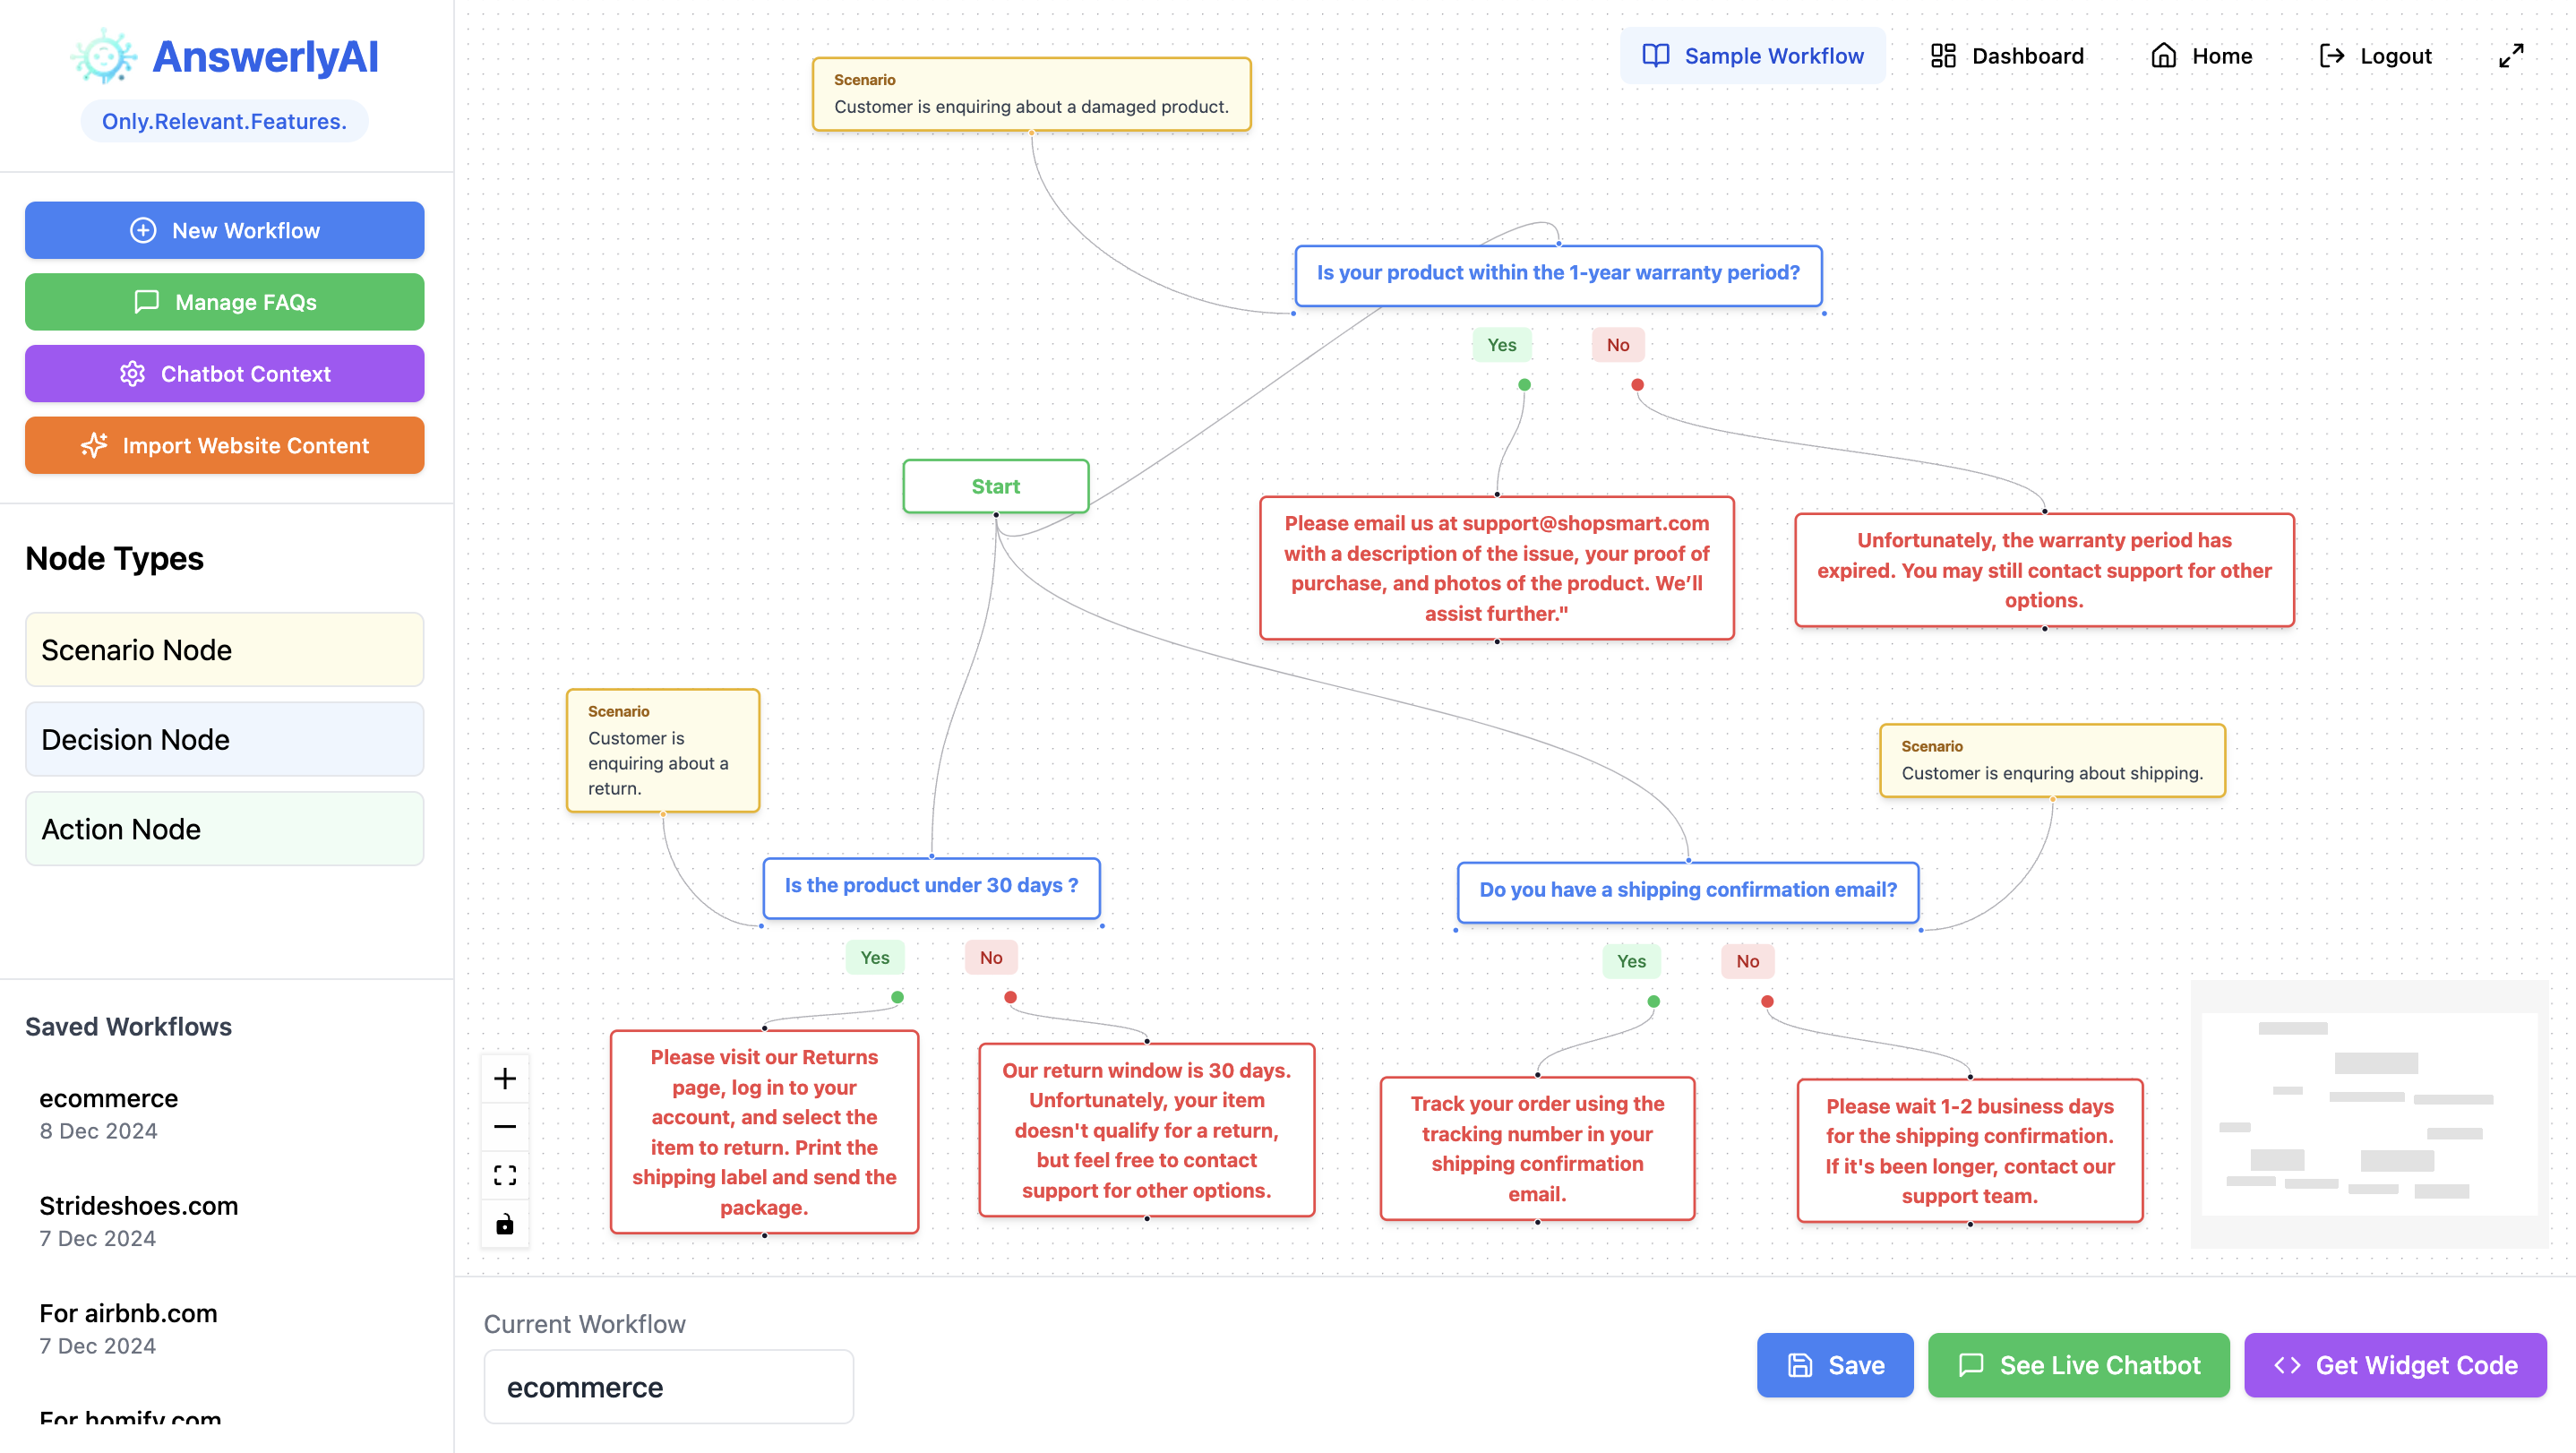 AnswerlyAI
Only.Relevant.Features.
New Workflow
Manage FAQs
Chatbot Context
Import Website Content
Node Types
Scenario Node
Decision Node
Action Node
Saved Workflows
ecommerce
8 Dec 2024
Strideshoes.com
7 Dec 2024
For airbnb.com
7 Dec 2024
For homify.com
Sample Workflow
Dashboard
Home
Logout
Scenario
Customer is enquiring about a damaged product.
Is your product within the 1-year warranty period?
Yes
No
Start
Please email us at support@shopsmart.com
with a description of the issue, your proof of
purchase, and photos of the product. We’ll
assist further."
Unfortunately, the warranty period has
expired. You may still contact support for other
options.
Scenario
Customer is
enquiring about a
return.
Scenario
Customer is enquring about shipping.
Is the product under 30 days ?
Yes
No
Do you have a shipping confirmation email?
Yes
No
Please visit our Returns
page, log in to your
account, and select the
item to return. Print the
shipping label and send the
package.
Our return window is 30 days.
Unfortunately, your item
doesn't qualify for a return,
but feel free to contact
support for other options.
Track your order using the
tracking number in your
shipping confirmation
email.
Please wait 1-2 business days
for the shipping confirmation.
If it's been longer, contact our
support team.
Current Workflow
ecommerce
Save
See Live Chatbot
Get Widget Code